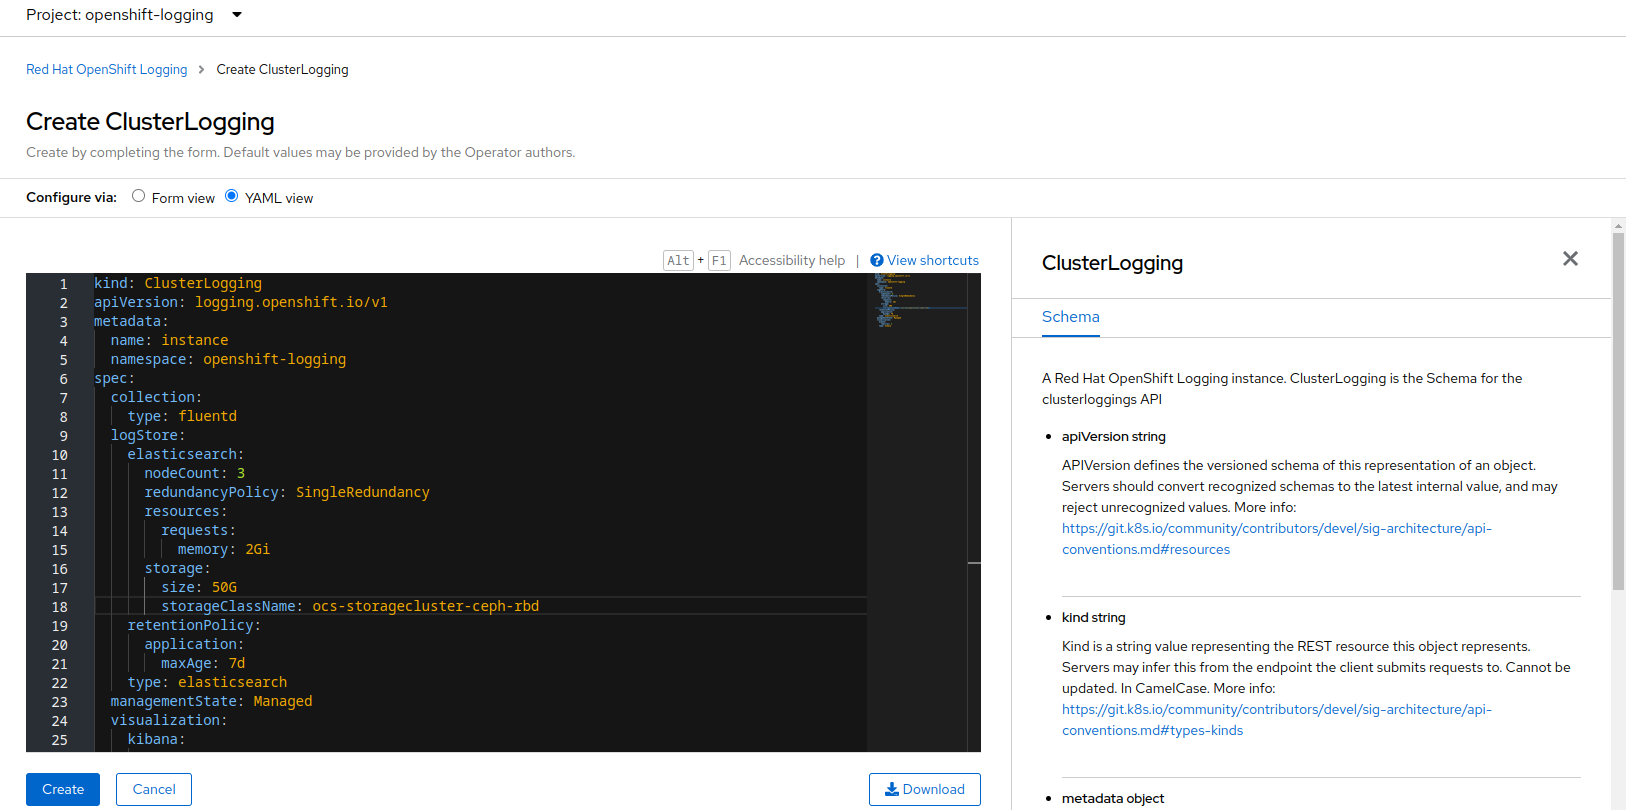 Project: openshift-logging
Red Hat OpenShift Logging > Create ClusterLogging
Create ClusterLogging
Create by completing the form. Default values may be provided by the Operator authors.
Configure via: Form view YAML view
Alt + F1 Accessibility help | View shortcuts
1 kind: ClusterLogging
2 apiVersion: logging.openshift.io/v1
3 metadata:
4 name: instance
5 namespace: openshift-logging
6 spec:
7 collection:
8 type: fluentd
9 logStore:
10 elasticsearch:
11 nodeCount: 3
12 redundancyPolicy: SingleRedundancy
13 resources:
14 requests:
15 memory: 2Gi
16 storage:
17 size: 50G
18 storageClassName: ocs-storagecluster-ceph-rbd
19 retentionPolicy:
20 application:
21 maxAge: 7d
22 type: elasticsearch
23 managementState: Managed
24 visualization:
25 kibana:
Create Cancel Download
ClusterLogging
Schema
A Red Hat OpenShift Logging instance. ClusterLogging is the Schema for the
clusterloggings API
• apiVersion string
APIVersion defines the versioned schema of this representation of an object.
Servers should convert recognized schemas to the latest internal value, and may
reject unrecognized values. More info:
https://git.k8s.io/community/contributors/devel/sig-architecture/api-
conventions.md#resources
• kind string
Kind is a string value representing the REST resource this object represents.
Servers may infer this from the endpoint the client submits requests to. Cannot be
updated. In CamelCase. More info:
https://git.k8s.io/community/contributors/devel/sig-architecture/api-
conventions.md#types-kinds
• metadata object